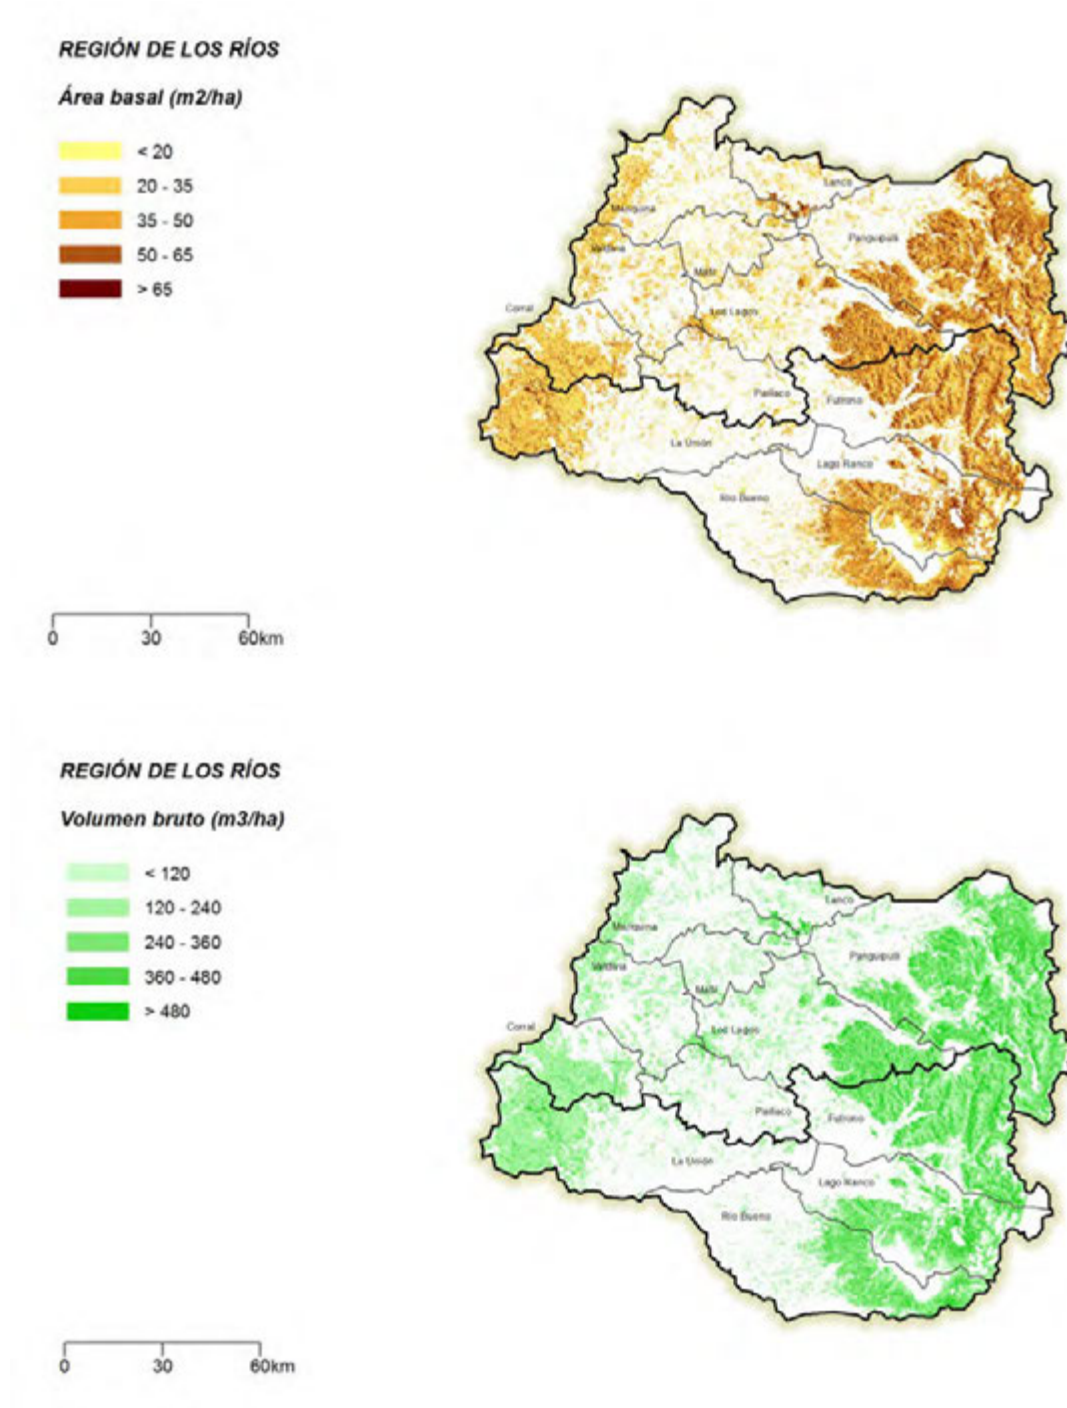 REGIÓN DE LOS RÍOS
Área basal (m2/ha)
< 20
20 - 35
35 - 50
50 - 65
> 65
Lanco
Mariquina
Panguipulli
Valdivia
Máfil
Corral
Los Lagos
Paillaco
Futrono
La Unión
Lago Ranco
Río Bueno
0 30 60km
REGIÓN DE LOS RÍOS
Volumen bruto (m3/ha)
< 120
120 - 240
240 - 360
360 - 480
> 480
Lanco
Mariquina
Panguipulli
Valdivia
Máfil
Corral
Los Lagos
Paillaco
Futrono
La Unión
Lago Ranco
Río Bueno
0 30 60km